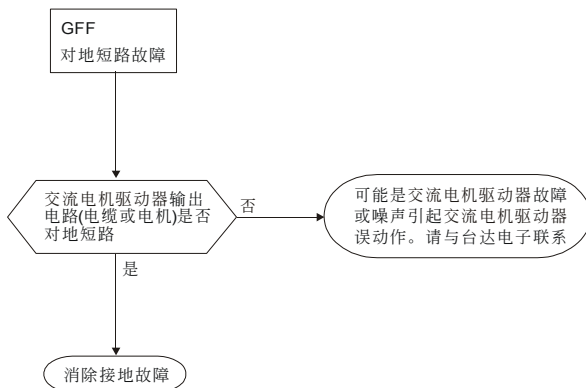 GFF
对地短路故障
交流电机驱动器输出
电路(电缆或电机)是否
对地短路
否
可能是交流电机驱动器故障
或噪声引起交流电机驱动器
误动作。请与台达电子联系
是
消除接地故障